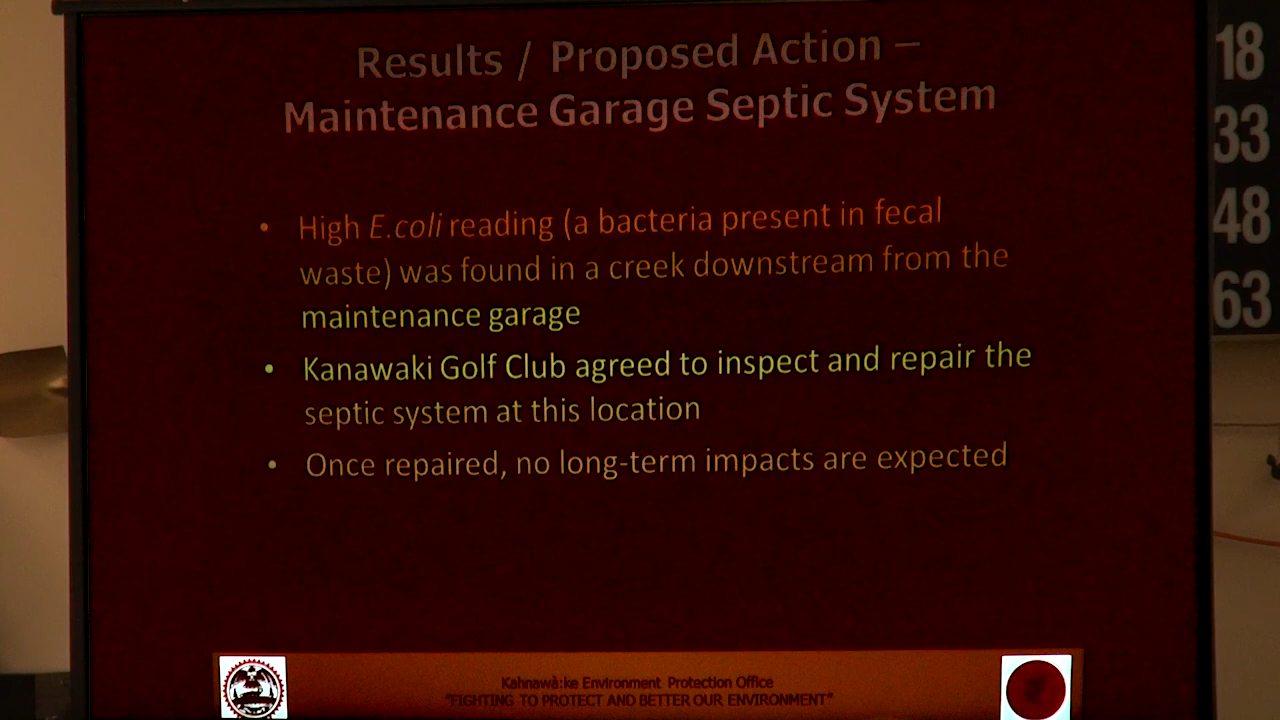 Results / Proposed Action –
Maintenance Garage Septic System
• High E.coli reading (a bacteria present in fecal
waste) was found in a creek downstream from the
maintenance garage
• Kanawaki Golf Club agreed to inspect and repair the
septic system at this location
• Once repaired, no long-term impacts are expected
Kahnawà:ke Environment Protection Office
"FIGHTING TO PROTECT AND BETTER OUR ENVIRONMENT"
18
33
48
63